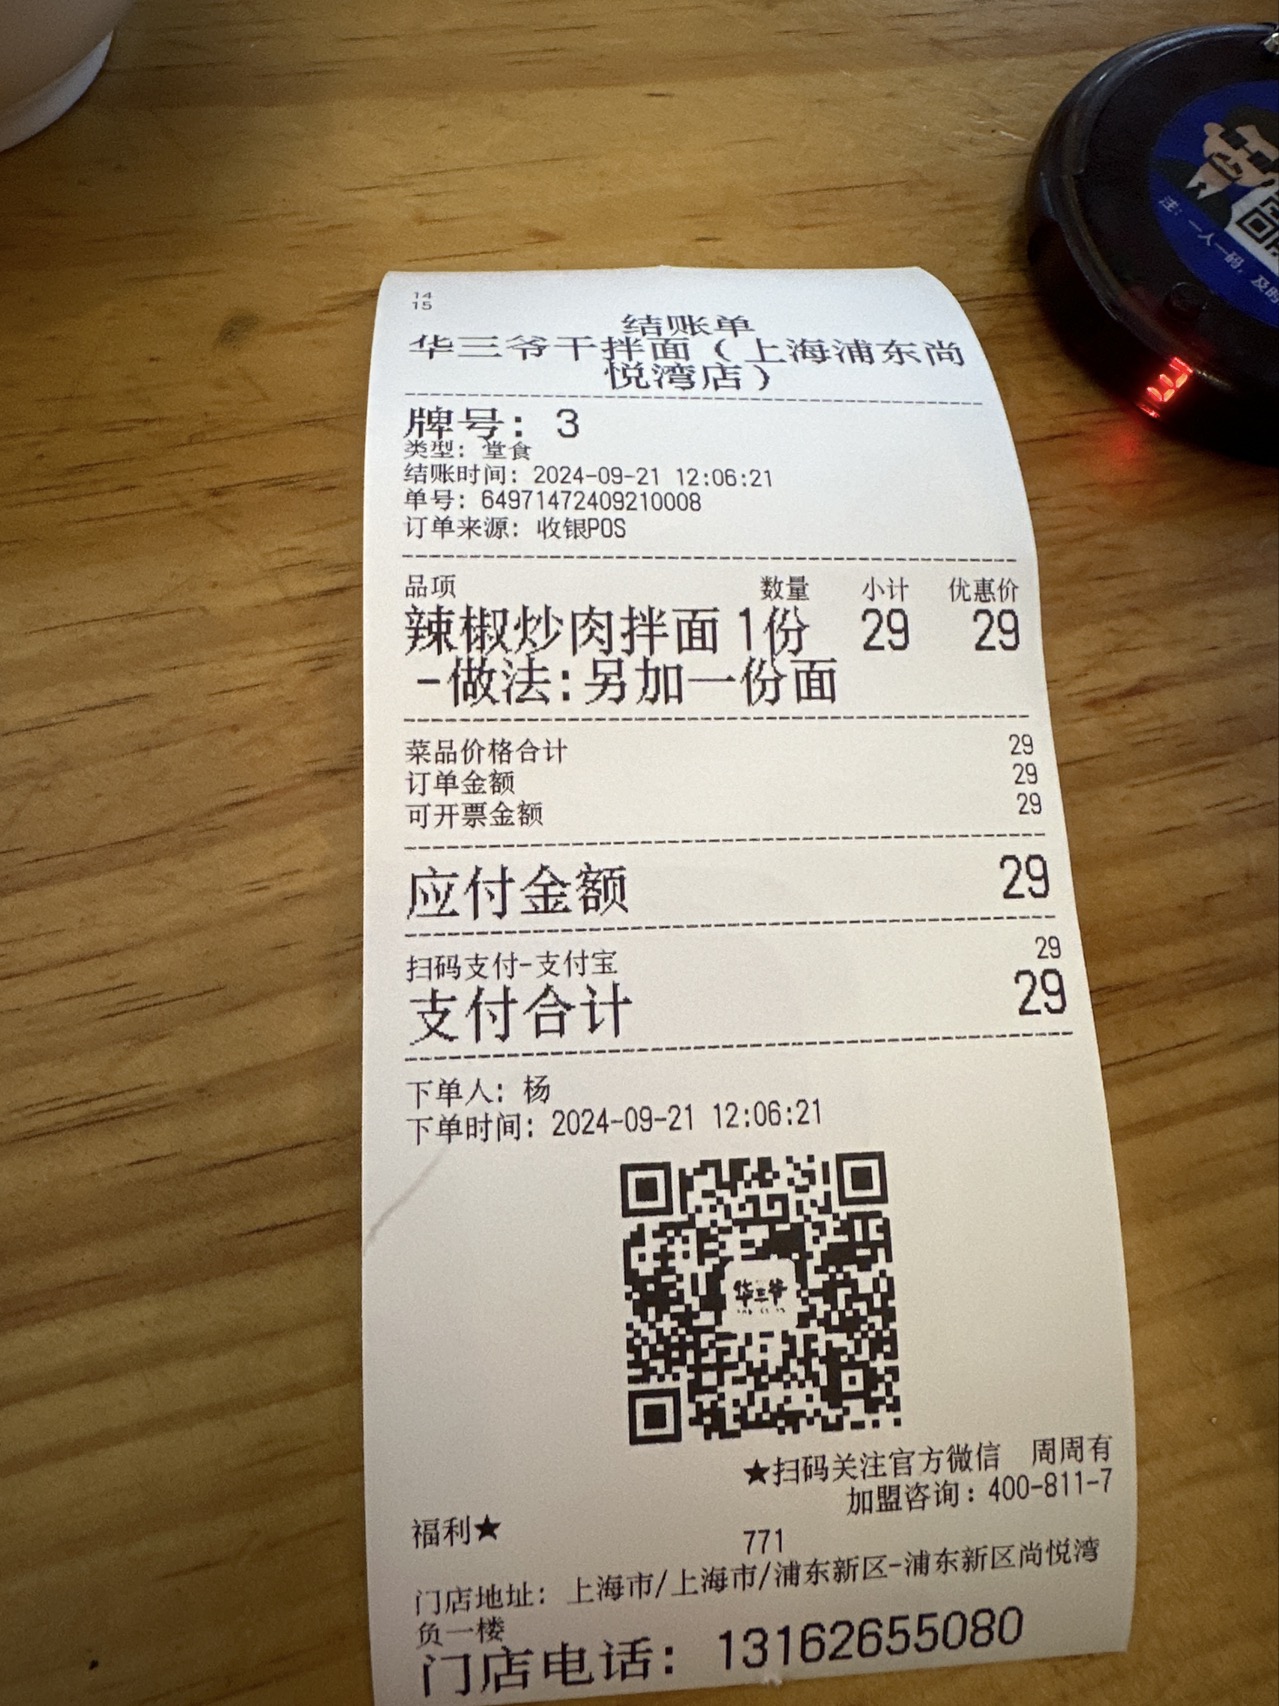 14
15
结账单
华三爷干拌面（上海浦东尚
悦湾店）
牌号：3
类型：堂食
结账时间：2024-09-21 12:06:21
单号：64971472409210008
订单来源：收银POS
品项 数量 小计 优惠价
辣椒炒肉拌面 1份 29 29
-做法:另加一份面
菜品价格合计 29
订单金额 29
可开票金额 29
应付金额 29
扫码支付-支付宝 29
支付合计 29
下单人：杨
下单时间：2024-09-21 12:06:21
华三爷
★扫码关注官方微信 周周有
加盟咨询：400-811-7
福利★
771
门店地址：上海市/上海市/浦东新区-浦东新区尚悦湾
负一楼
门店电话：13162655080
注：一人一码，及时
3